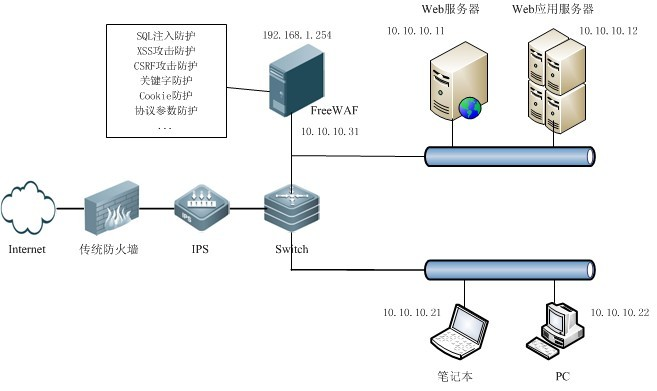 Web服务器
Web应用服务器
10.10.10.11
10.10.10.12
192.168.1.254
SQL注入防护
XSS攻击防护
CSRF攻击防护
关键字防护
Cookie防护
协议参数防护
...
FreeWAF
10.10.10.31
Internet
传统防火墙
IPS
IPS
Switch
10.10.10.21
10.10.10.22
笔记本
PC